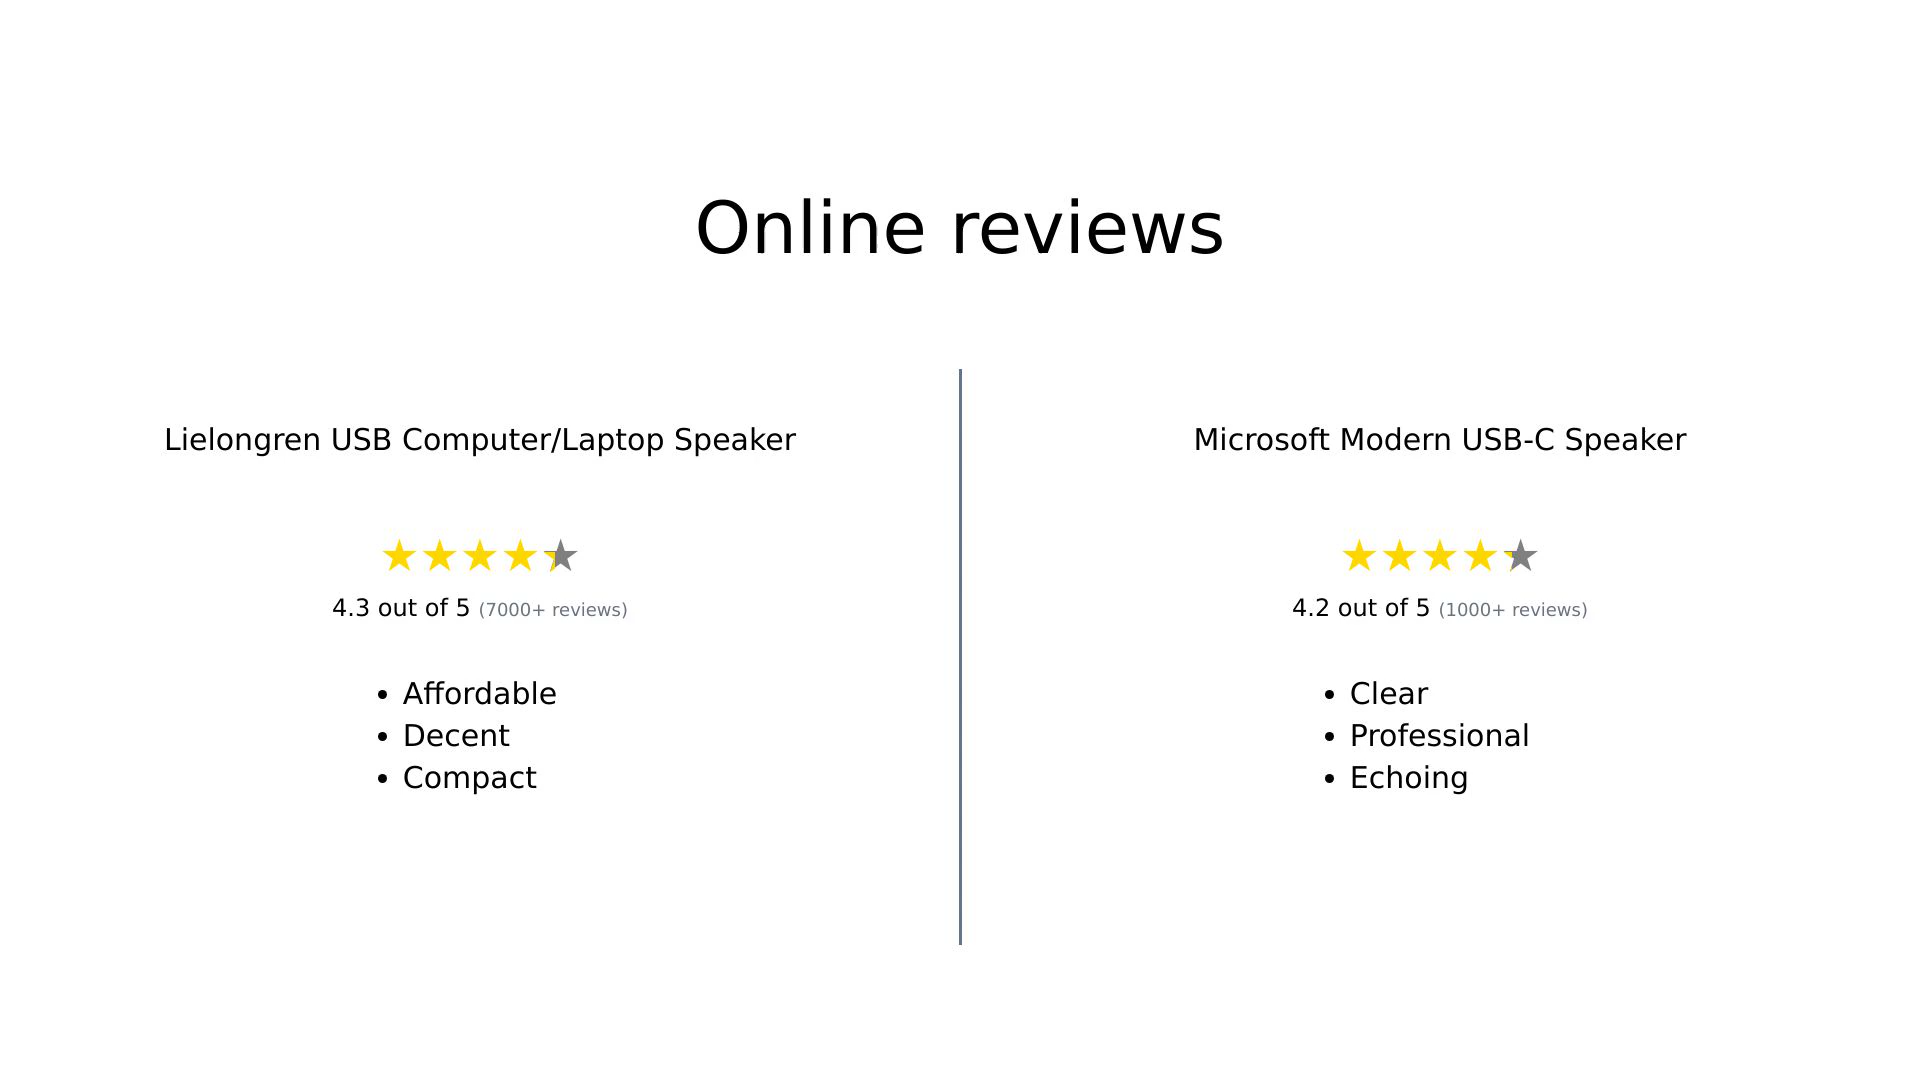 Online reviews
Lielongren USB Computer/Laptop Speaker
4.3 out of 5 (7000+ reviews)
• Affordable
• Decent
• Compact
Microsoft Modern USB-C Speaker
4.2 out of 5 (1000+ reviews)
• Clear
• Professional
• Echoing